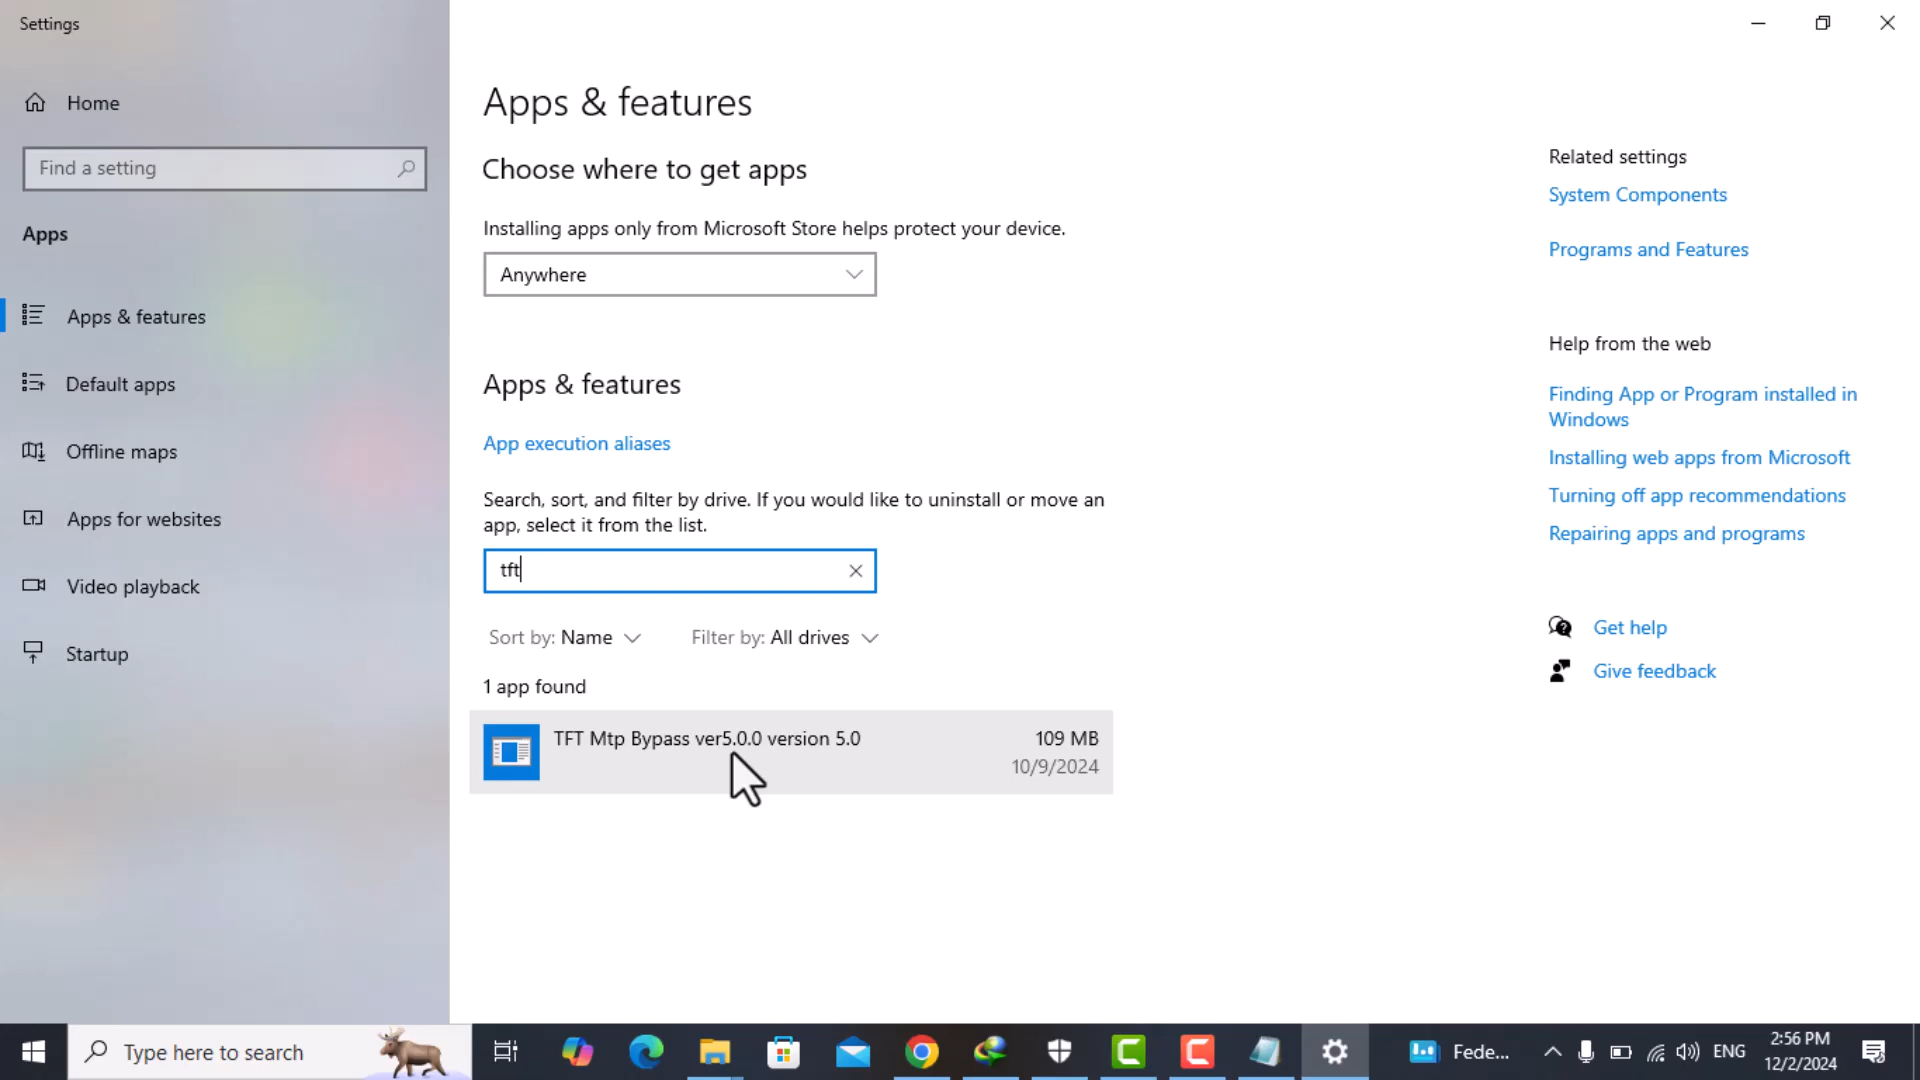 Settings
Home
Find a setting
Apps
Apps & features
Default apps
Offline maps
Apps for websites
Video playback
Startup
Apps & features
Choose where to get apps
Installing apps only from Microsoft Store helps protect your device.
Anywhere
Apps & features
App execution aliases
Search, sort, and filter by drive. If you would like to uninstall or move an
app, select it from the list.
tft
Sort by: Name
Filter by: All drives
1 app found
TFT Mtp Bypass ver5.0.0 version 5.0
109 MB
10/9/2024
Related settings
System Components
Programs and Features
Help from the web
Finding App or Program installed in
Windows
Installing web apps from Microsoft
Turning off app recommendations
Repairing apps and programs
Get help
Give feedback
Type here to search
Fede...
ENG
2:56 PM
12/2/2024